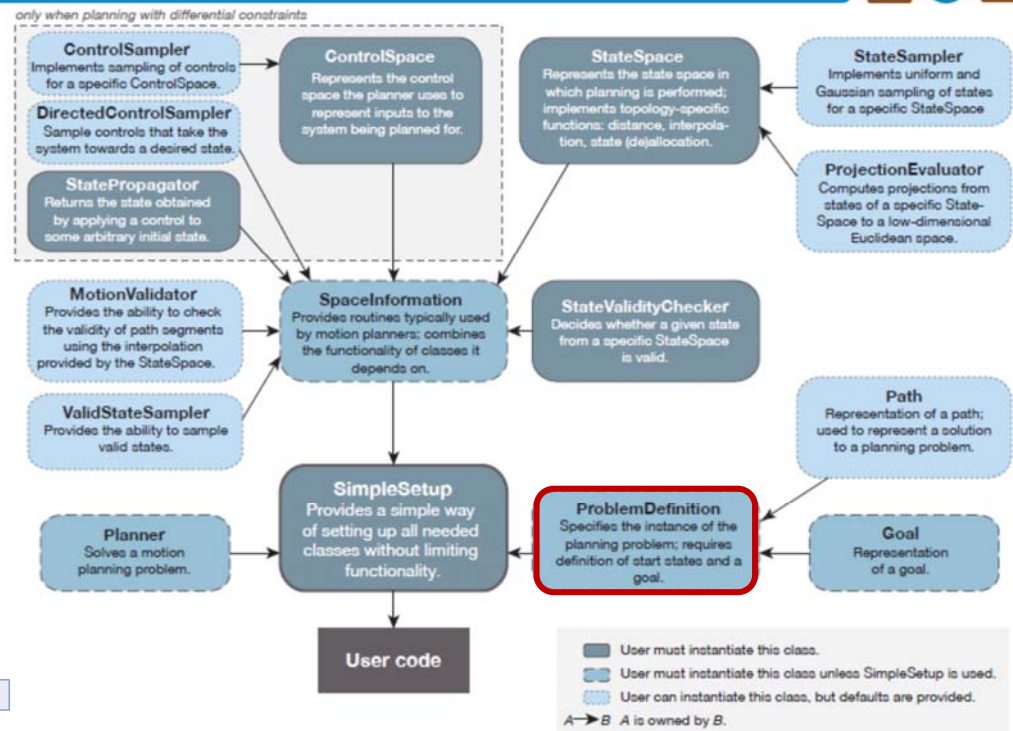 only when planning with differential constraints
ControlSampler
Implements sampling of controls
for a specific ControlSpace.
DirectedControlSampler
Sample controls that take the
system towards a desired state.
StatePropagator
Returns the state obtained
by applying a control to
some arbitrary initial state.
ControlSpace
Represents the control
space the planner uses to
represent inputs to the
system being planned for.
StateSpace
Represents the state space in
which planning is performed;
implements topology-specific
functions: distance, interpola-
tion, state (de)allocation.
StateSampler
Implements uniform and
Gaussian sampling of states
for a specific StateSpace
ProjectionEvaluator
Computes projections from
states of a specific State-
Space to a low-dimensional
Euclidean space.
MotionValidator
Provides the ability to check
the validity of path segments
using the interpolation
provided by the StateSpace.
SpaceInformation
Provides routines typically used
by motion planners; combines
the functionality of classes it
depends on.
StateValidityChecker
Decides whether a given state
from a specific StateSpace
is valid.
ValidStateSampler
Provides the ability to sample
valid states.
Path
Representation of a path;
used to represent a solution
to a planning problem.
Planner
Solves a motion
planning problem.
SimpleSetup
Provides a simple way
of setting up all needed
classes without limiting
functionality.
ProblemDefinition
Specifies the instance of the
planning problem; requires
definition of start states and a
goal.
Goal
Representation
of a goal.
User code
User must instantiate this class.
User must instantiate this class unless SimpleSetup is used.
User can instantiate this class, but defaults are provided.
A→B A is owned by B.